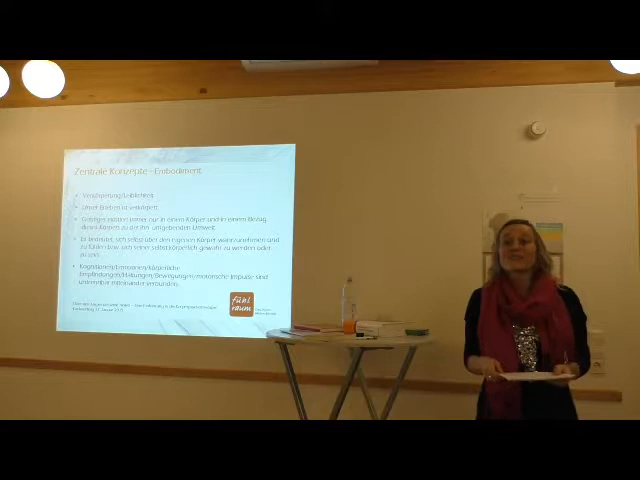 Zentrale Konzepte - Embodiment
Verkörperung/Leiblichkeit
Unser Erleben ist verkörpert.
Geistiges existiert immer nur in einem Körper und in einem Bezug
dieses Körpers zu der ihn umgebenden Umwelt.
Er bedeutet, sich selbst über den eigenen Körper wahrzunehmen und
zu fühlen bzw. sich seiner selbst körperlich gewahr zu werden oder
zu sein.
Kognitionen/Emotionen/körperliche
Empfindungen/Haltungen/Bewegungen/motorische Impulse sind
untrennbar miteinander verbunden.
fühl
raum